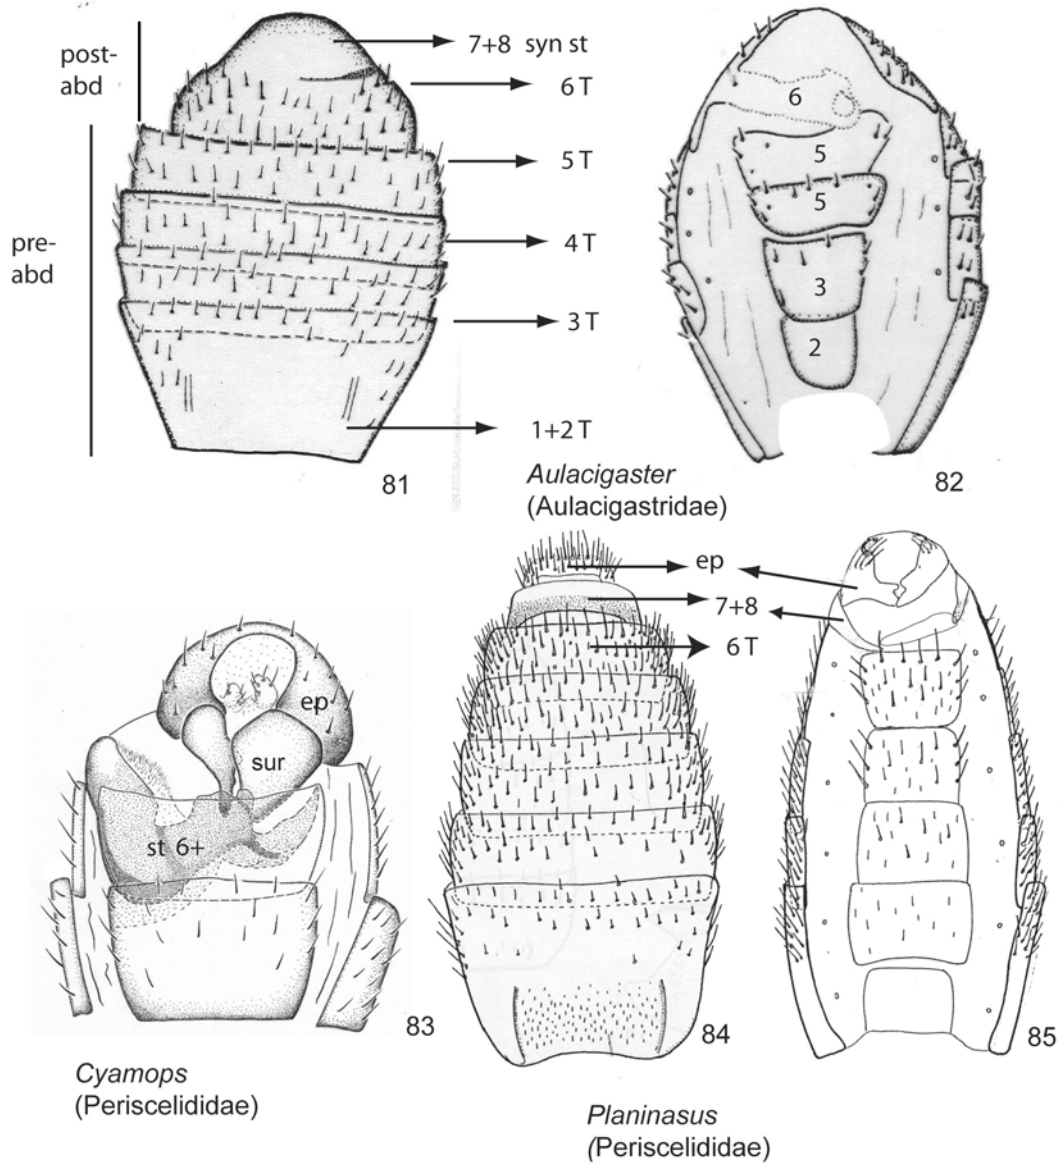 post-
abd
7+8 syn st
6 T
5 T
pre-
abd
4 T
3 T
1+2 T
81
6
5
5
3
2
82
Aulacigaster
(Aulacigastridae)
ep
sur
st 6+
83
Cyamops
(Periscelididae)
ep
7+8
6 T
84
85
Planinasus
(Periscelididae)